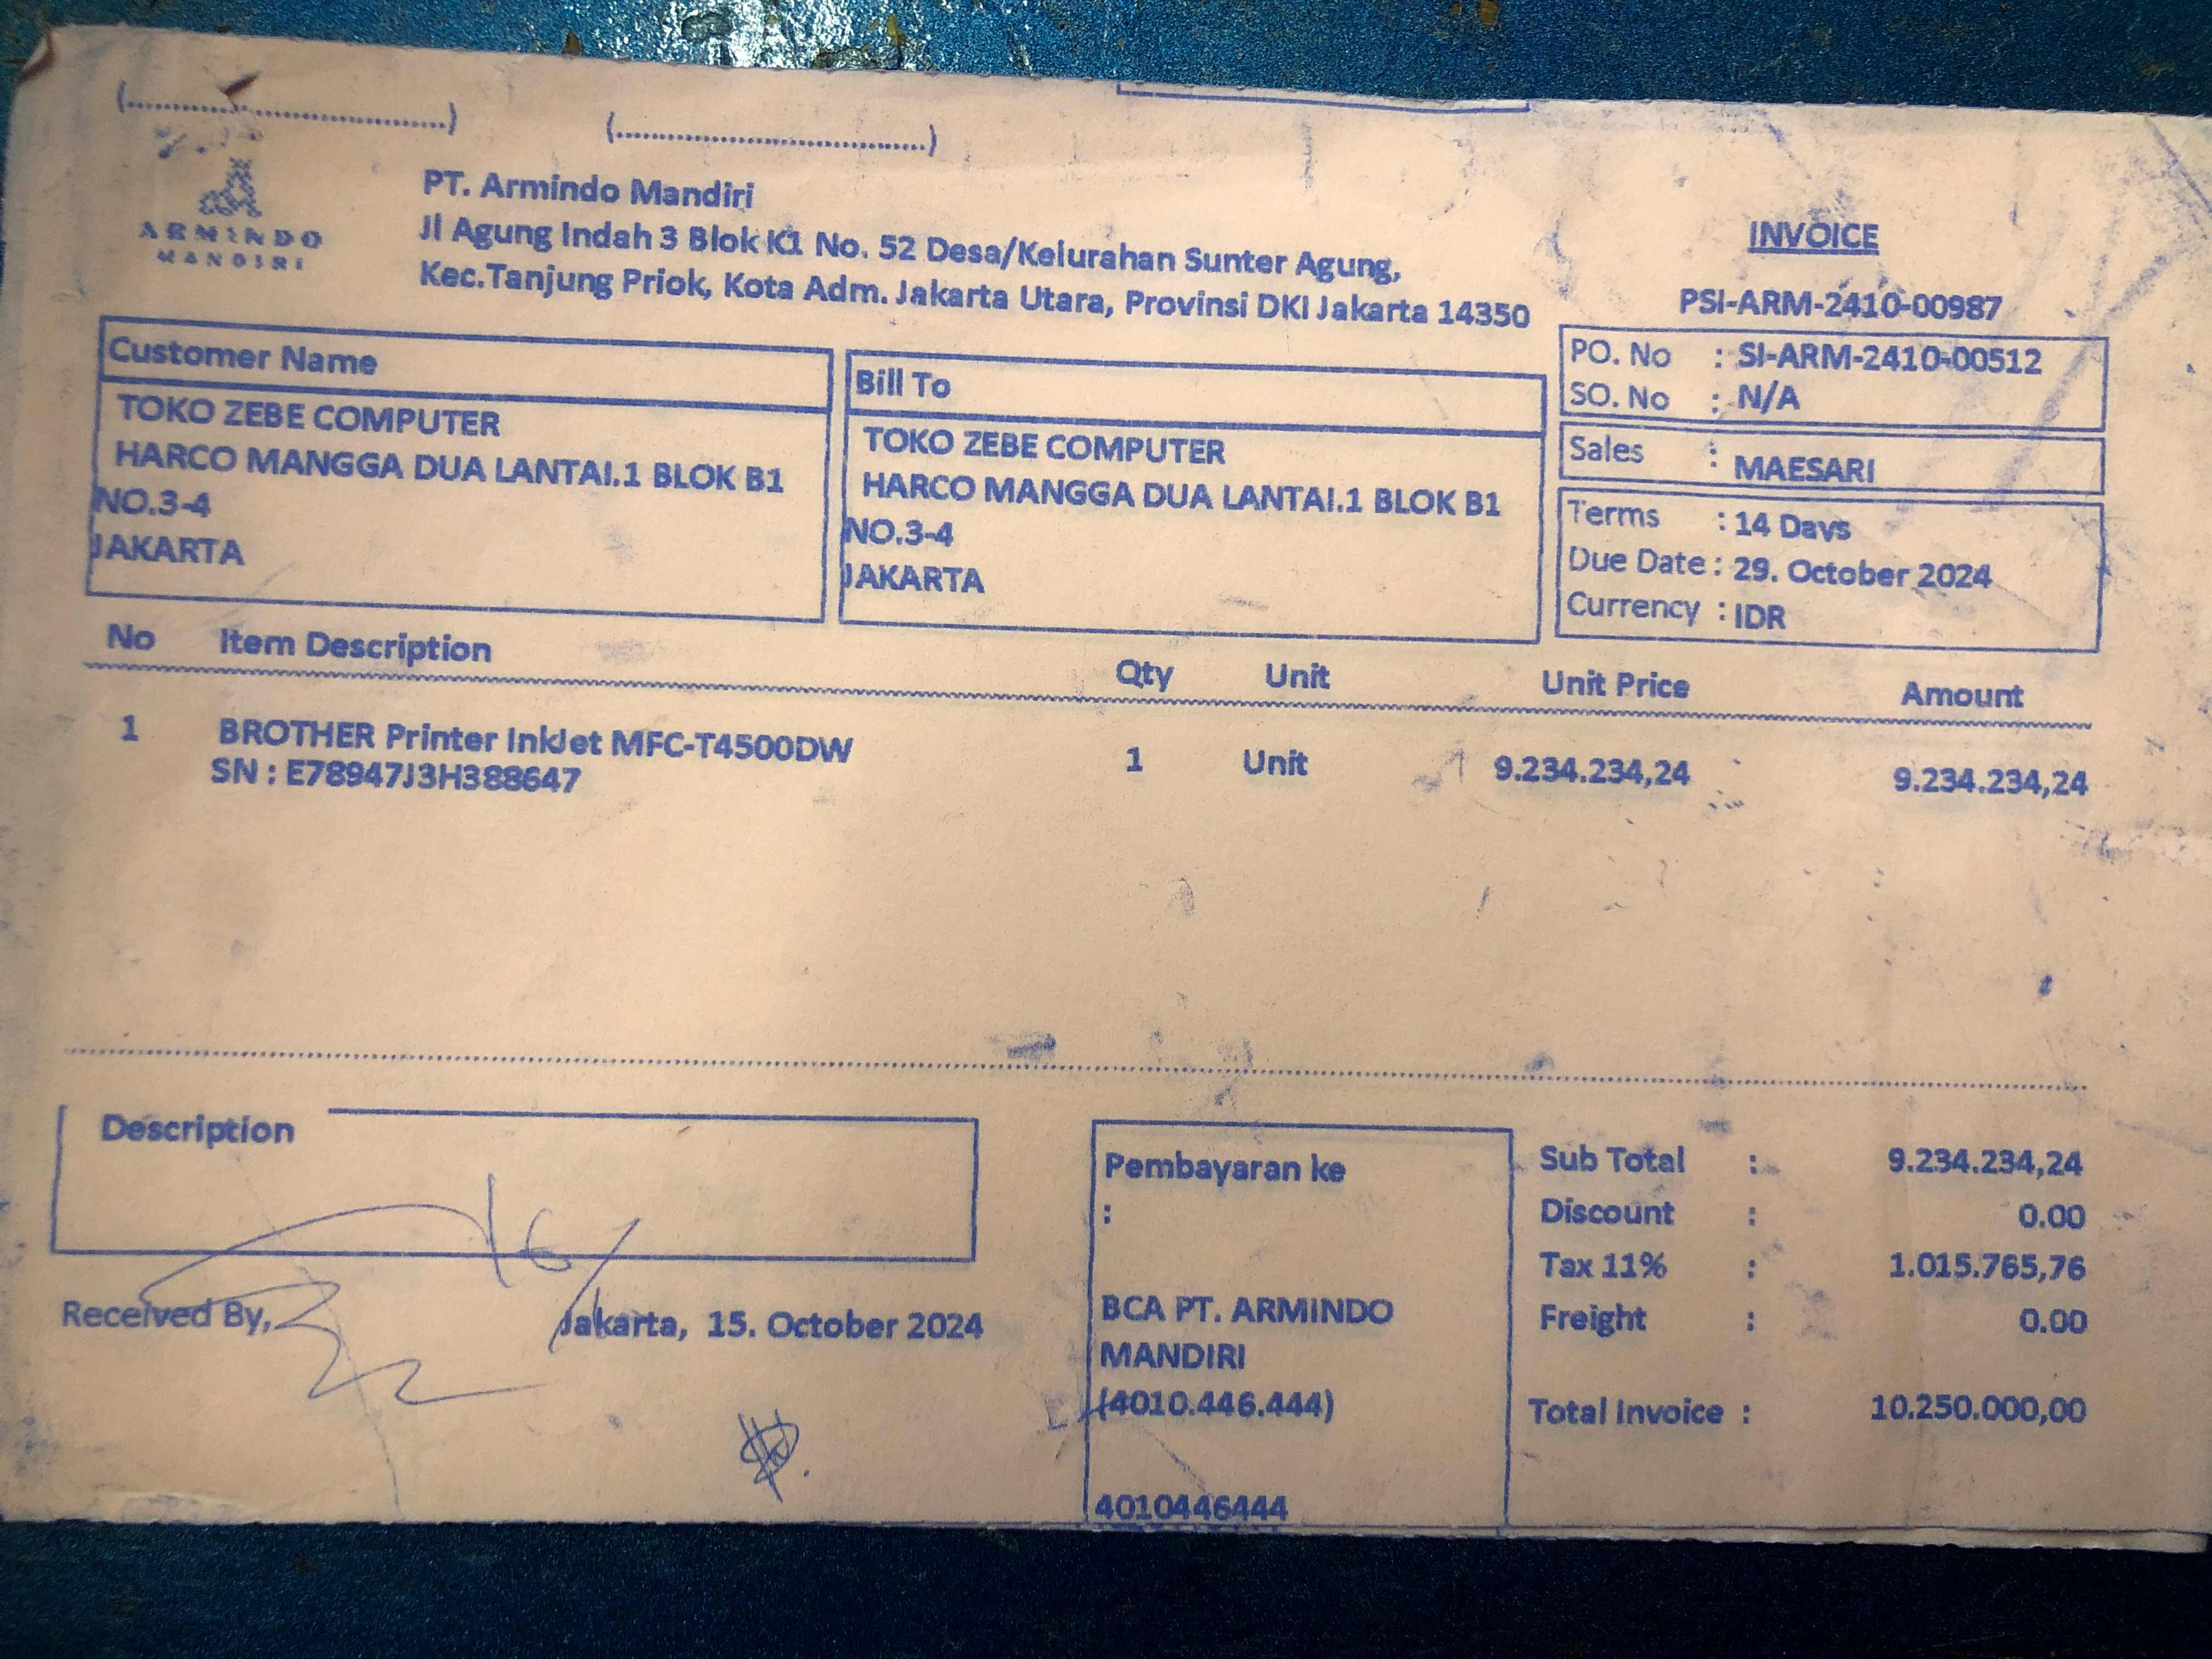 (................................)
(................................)
ARMINDO
MANDIRI
PT. Armindo Mandiri
Jl Agung Indah 3 Blok K1 No. 52 Desa/Kelurahan Sunter Agung,
Kec.Tanjung Priok, Kota Adm. Jakarta Utara, Provinsi DKI Jakarta 14350
INVOICE
PSI-ARM-2410-00987
PO. No : SI-ARM-2410-00512
SO. No : N/A
Sales : MAESARI
Terms : 14 Days
Due Date : 29. October 2024
Currency : IDR
Customer Name
TOKO ZEBE COMPUTER
HARCO MANGGA DUA LANTAI.1 BLOK B1
NO.3-4
JAKARTA
Bill To
TOKO ZEBE COMPUTER
HARCO MANGGA DUA LANTAI.1 BLOK B1
NO.3-4
JAKARTA
No Item Description Qty Unit Unit Price Amount
1 BROTHER Printer InkJet MFC-T4500DW 1 Unit 9.234.234,24 9.234.234,24
SN : E78947J3H388647
Description
Received By,
Jakarta, 15. October 2024
Pembayaran ke
:
BCA PT. ARMINDO
MANDIRI
(4010.446.444)
4010446444
Sub Total : 9.234.234,24
Discount : 0.00
Tax 11% : 1.015.765,76
Freight : 0.00
Total Invoice : 10.250.000,00